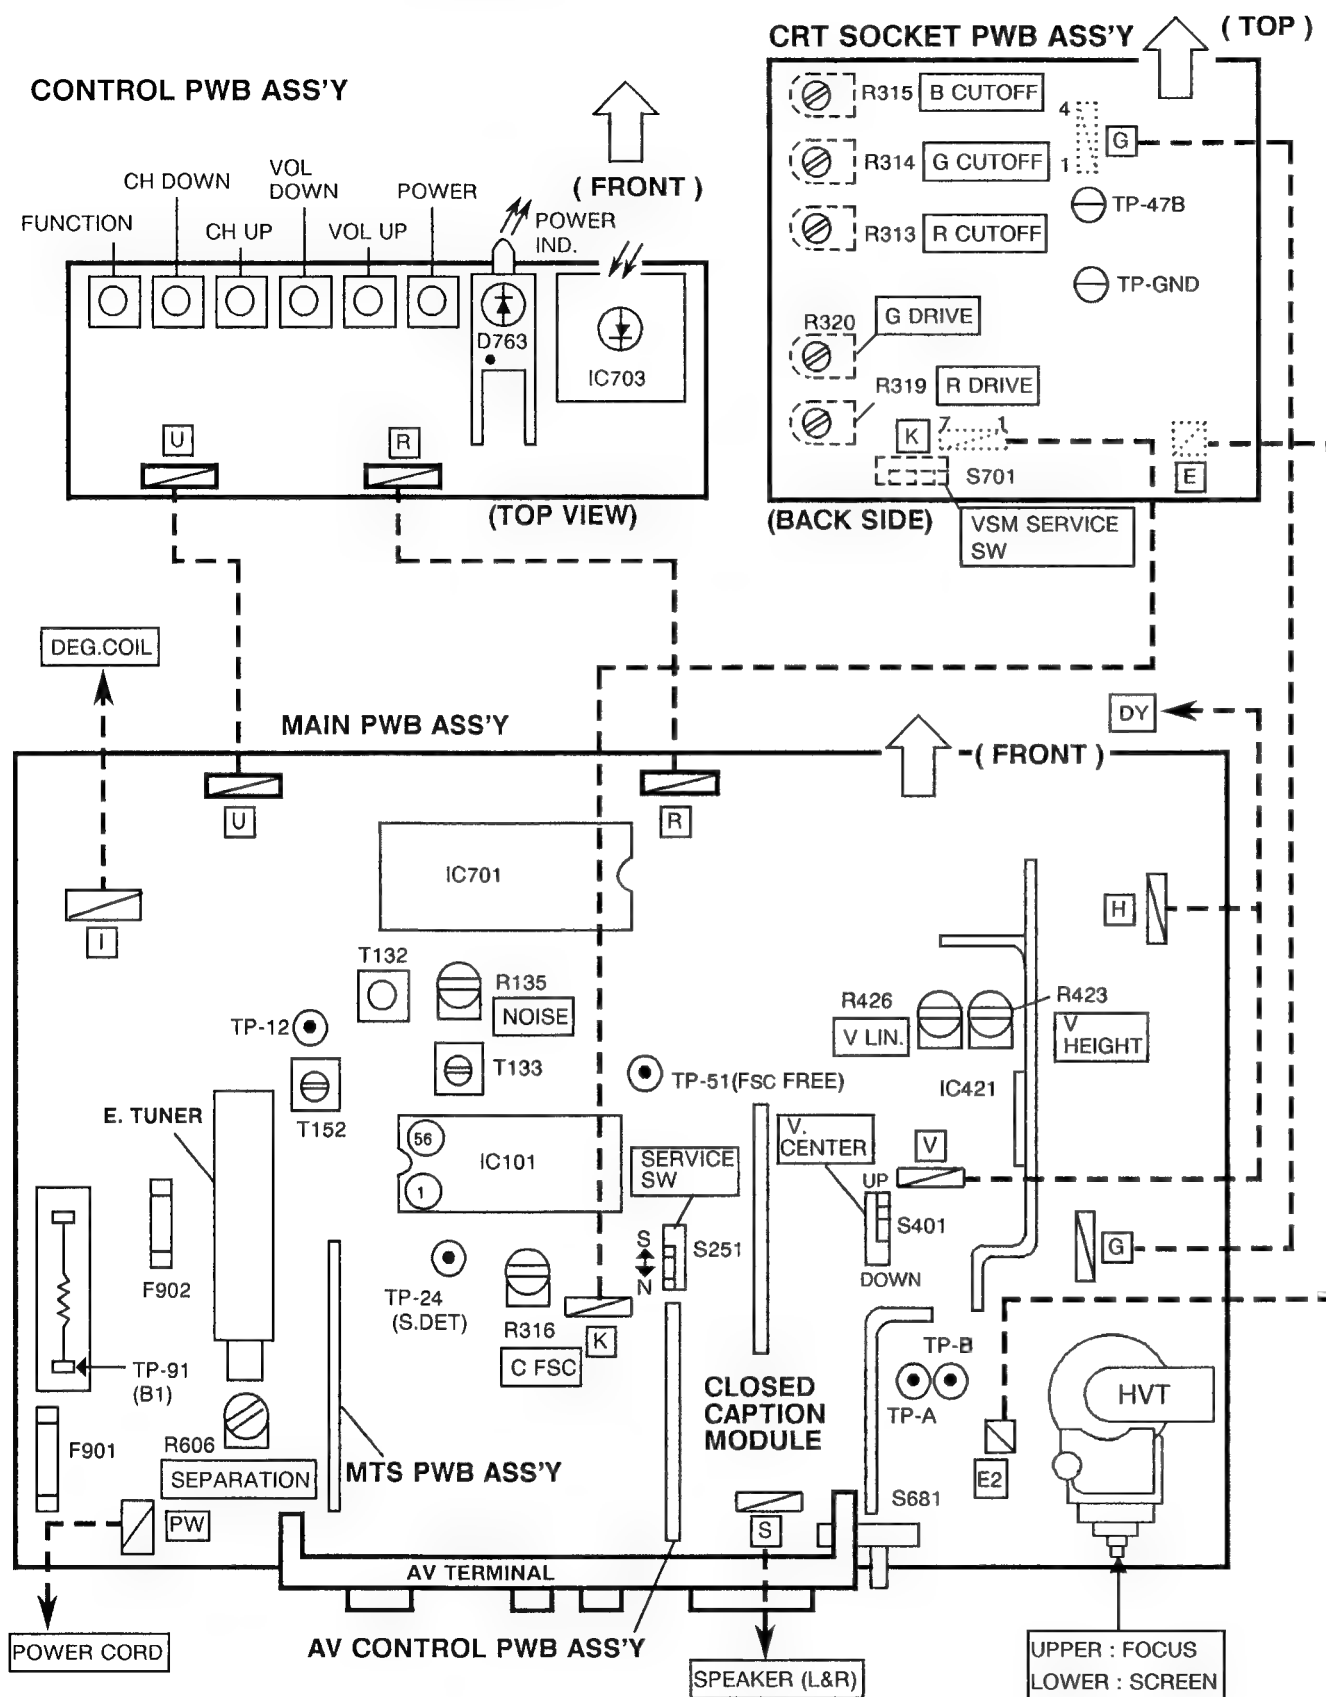 CRT SOCKET PWB ASS'Y
( TOP )
CONTROL PWB ASS'Y
( FRONT )
FUNCTION
CH DOWN
CH UP
VOL
DOWN
VOL UP
POWER
POWER
IND.
D763
IC703
U
R
(TOP VIEW)
R315
B CUTOFF
R314
G CUTOFF
R313
R CUTOFF
4
1
G
TP-47B
TP-GND
R320
G DRIVE
R319
R DRIVE
K
7
1
S701
E
(BACK SIDE)
VSM SERVICE
SW
DEG.COIL
MAIN PWB ASS'Y
( FRONT )
DY
U
R
I
IC701
H
T132
R135
NOISE
TP-12
T133
T152
E. TUNER
TP-51(FSC FREE)
R426
V LIN.
R423
V
HEIGHT
IC421
56
1
IC101
SERVICE
SW
V.
CENTER
V
UP
S401
DOWN
S
N
S251
G
F902
TP-24
(S.DET)
R316
C FSC
K
TP-91
(B1)
F901
R606
SEPARATION
MTS PWB ASS'Y
CLOSED
CAPTION
MODULE
TP-B
TP-A
HVT
E2
S681
PW
S
AV TERMINAL
POWER CORD
AV CONTROL PWB ASS'Y
SPEAKER (L&R)
UPPER : FOCUS
LOWER : SCREEN